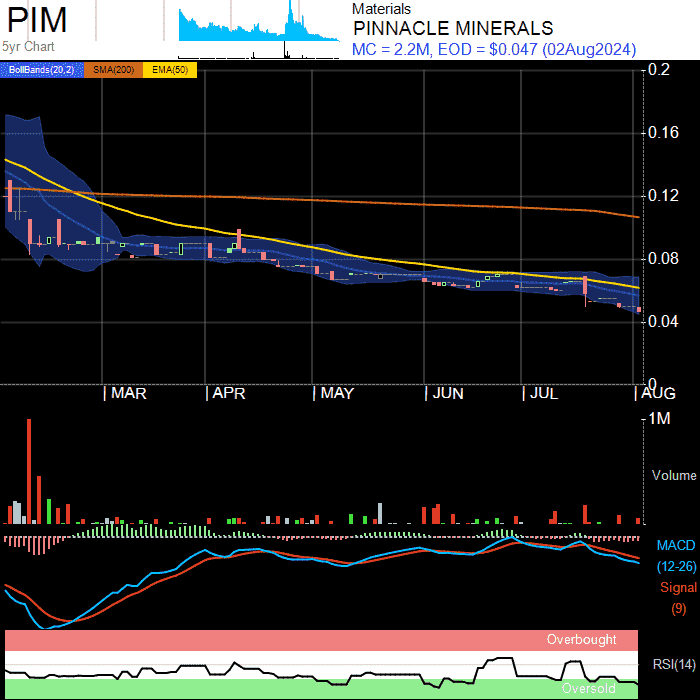 PIM
5yr Chart
Materials
PINNACLE MINERALS
MC = 2.2M, EOD = $0.047 (02Aug2024)
BollBands(20,2) SMA(200) EMA(50)
0.2
0.16
0.12
0.08
0.04
0
MAR APR MAY JUN JUL AUG
1M
Volume
MACD
(12-26)
Signal
(9)
Overbought
RSI(14)
Oversold